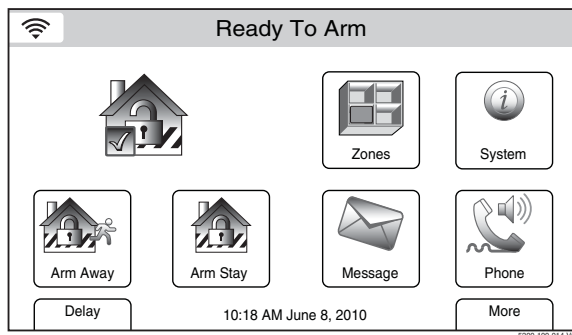 Ready To Arm
Zones
System
Arm Away
Arm Stay
Message
Phone
Delay
10:18 AM June 8, 2010
More